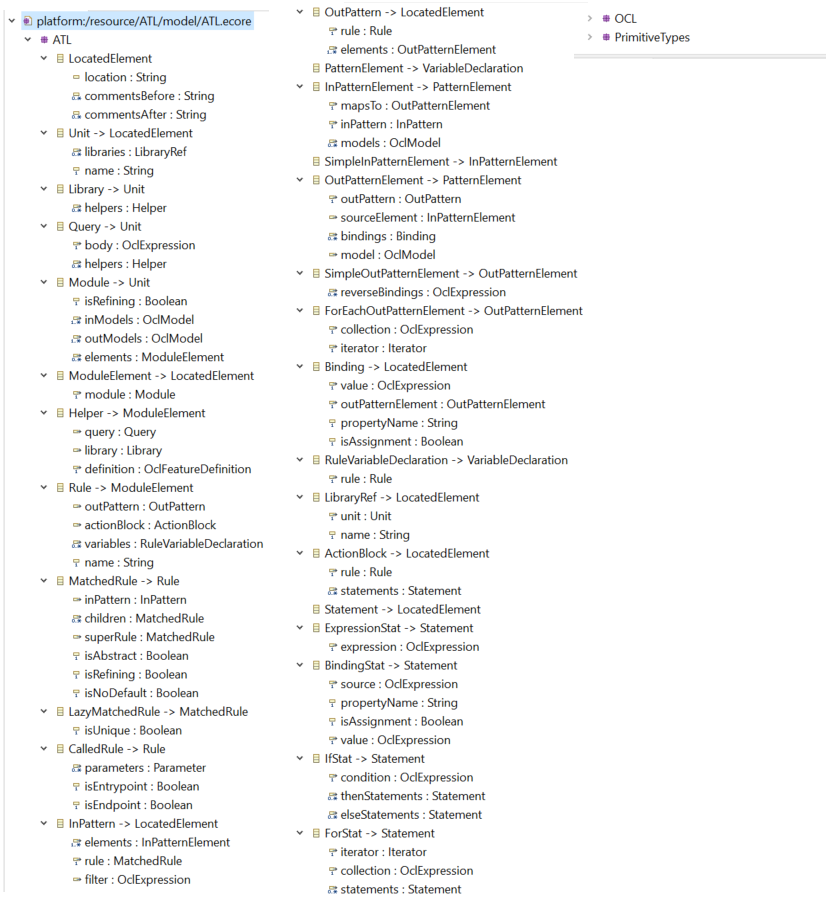 platform:/resource/ATL/model/ATL.ecore
ATL
LocatedElement
location : String
commentsBefore : String
commentsAfter : String
Unit -> LocatedElement
libraries : LibraryRef
name : String
Library -> Unit
helpers : Helper
Query -> Unit
body : OclExpression
helpers : Helper
Module -> Unit
isRefining : Boolean
inModels : OclModel
outModels : OclModel
elements : ModuleElement
ModuleElement -> LocatedElement
module : Module
Helper -> ModuleElement
query : Query
library : Library
definition : OclFeatureDefinition
Rule -> ModuleElement
outPattern : OutPattern
actionBlock : ActionBlock
variables : RuleVariableDeclaration
name : String
MatchedRule -> Rule
inPattern : InPattern
children : MatchedRule
superRule : MatchedRule
isAbstract : Boolean
isRefining : Boolean
isNoDefault : Boolean
LazyMatchedRule -> MatchedRule
isUnique : Boolean
CalledRule -> Rule
parameters : Parameter
isEntrypoint : Boolean
isEndpoint : Boolean
InPattern -> LocatedElement
elements : InPatternElement
rule : MatchedRule
filter : OclExpression
OutPattern -> LocatedElement
rule : Rule
elements : OutPatternElement
PatternElement -> VariableDeclaration
InPatternElement -> PatternElement
mapsTo : OutPatternElement
inPattern : InPattern
models : OclModel
SimpleInPatternElement -> InPatternElement
OutPatternElement -> PatternElement
outPattern : OutPattern
sourceElement : InPatternElement
bindings : Binding
model : OclModel
SimpleOutPatternElement -> OutPatternElement
reverseBindings : OclExpression
ForEachOutPatternElement -> OutPatternElement
collection : OclExpression
iterator : Iterator
Binding -> LocatedElement
value : OclExpression
outPatternElement : OutPatternElement
propertyName : String
isAssignment : Boolean
RuleVariableDeclaration -> VariableDeclaration
rule : Rule
LibraryRef -> LocatedElement
unit : Unit
name : String
ActionBlock -> LocatedElement
rule : Rule
statements : Statement
Statement -> LocatedElement
ExpressionStat -> Statement
expression : OclExpression
BindingStat -> Statement
source : OclExpression
propertyName : String
isAssignment : Boolean
value : OclExpression
IfStat -> Statement
condition : OclExpression
thenStatements : Statement
elseStatements : Statement
ForStat -> Statement
iterator : Iterator
collection : OclExpression
statements : Statement
OCL
PrimitiveTypes